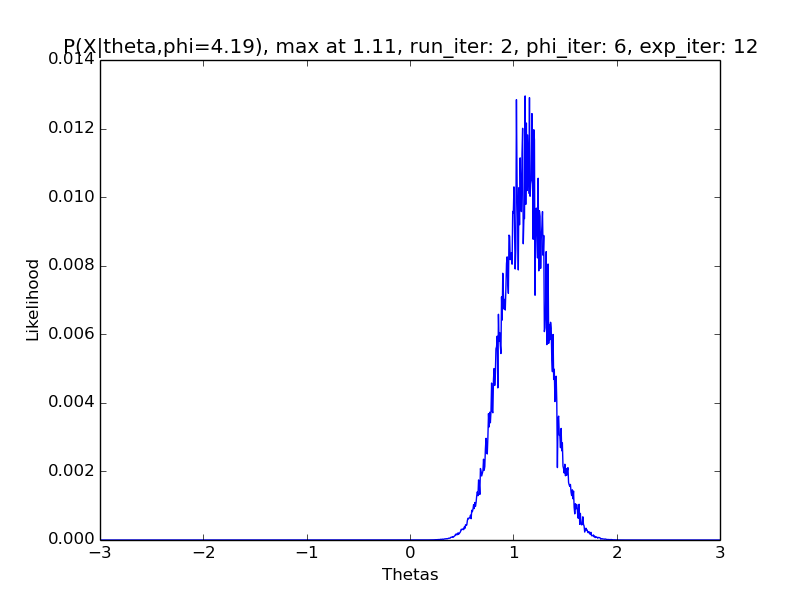 P(X|theta,phi=4.19), max at 1.11, run_iter: 2, phi_iter: 6, exp_iter: 12
0.014
0.012
0.010
0.008
0.006
0.004
0.002
0.000
Likelihood
−3 −2 −1 0 1 2 3
Thetas